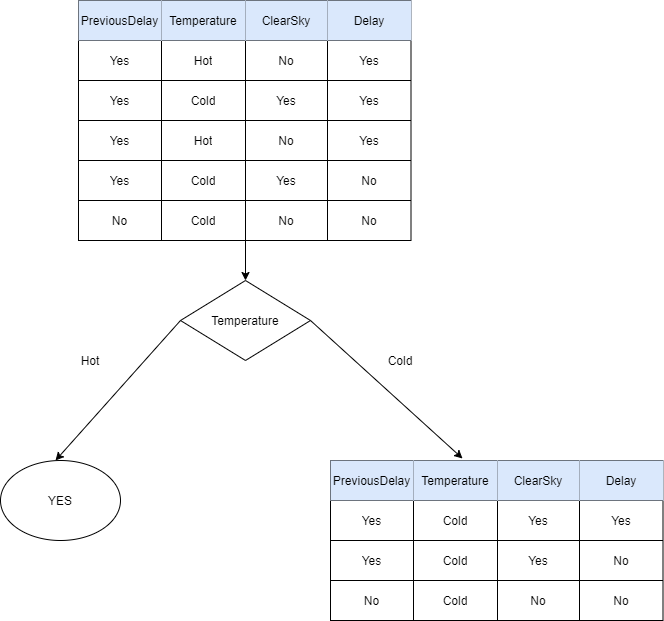 PreviousDelay Temperature ClearSky Delay
Yes Hot No Yes
Yes Cold Yes Yes
Yes Hot No Yes
Yes Cold Yes No
No Cold No No
Temperature
Hot
Cold
YES
PreviousDelay Temperature ClearSky Delay
Yes Cold Yes Yes
Yes Cold Yes No
No Cold No No